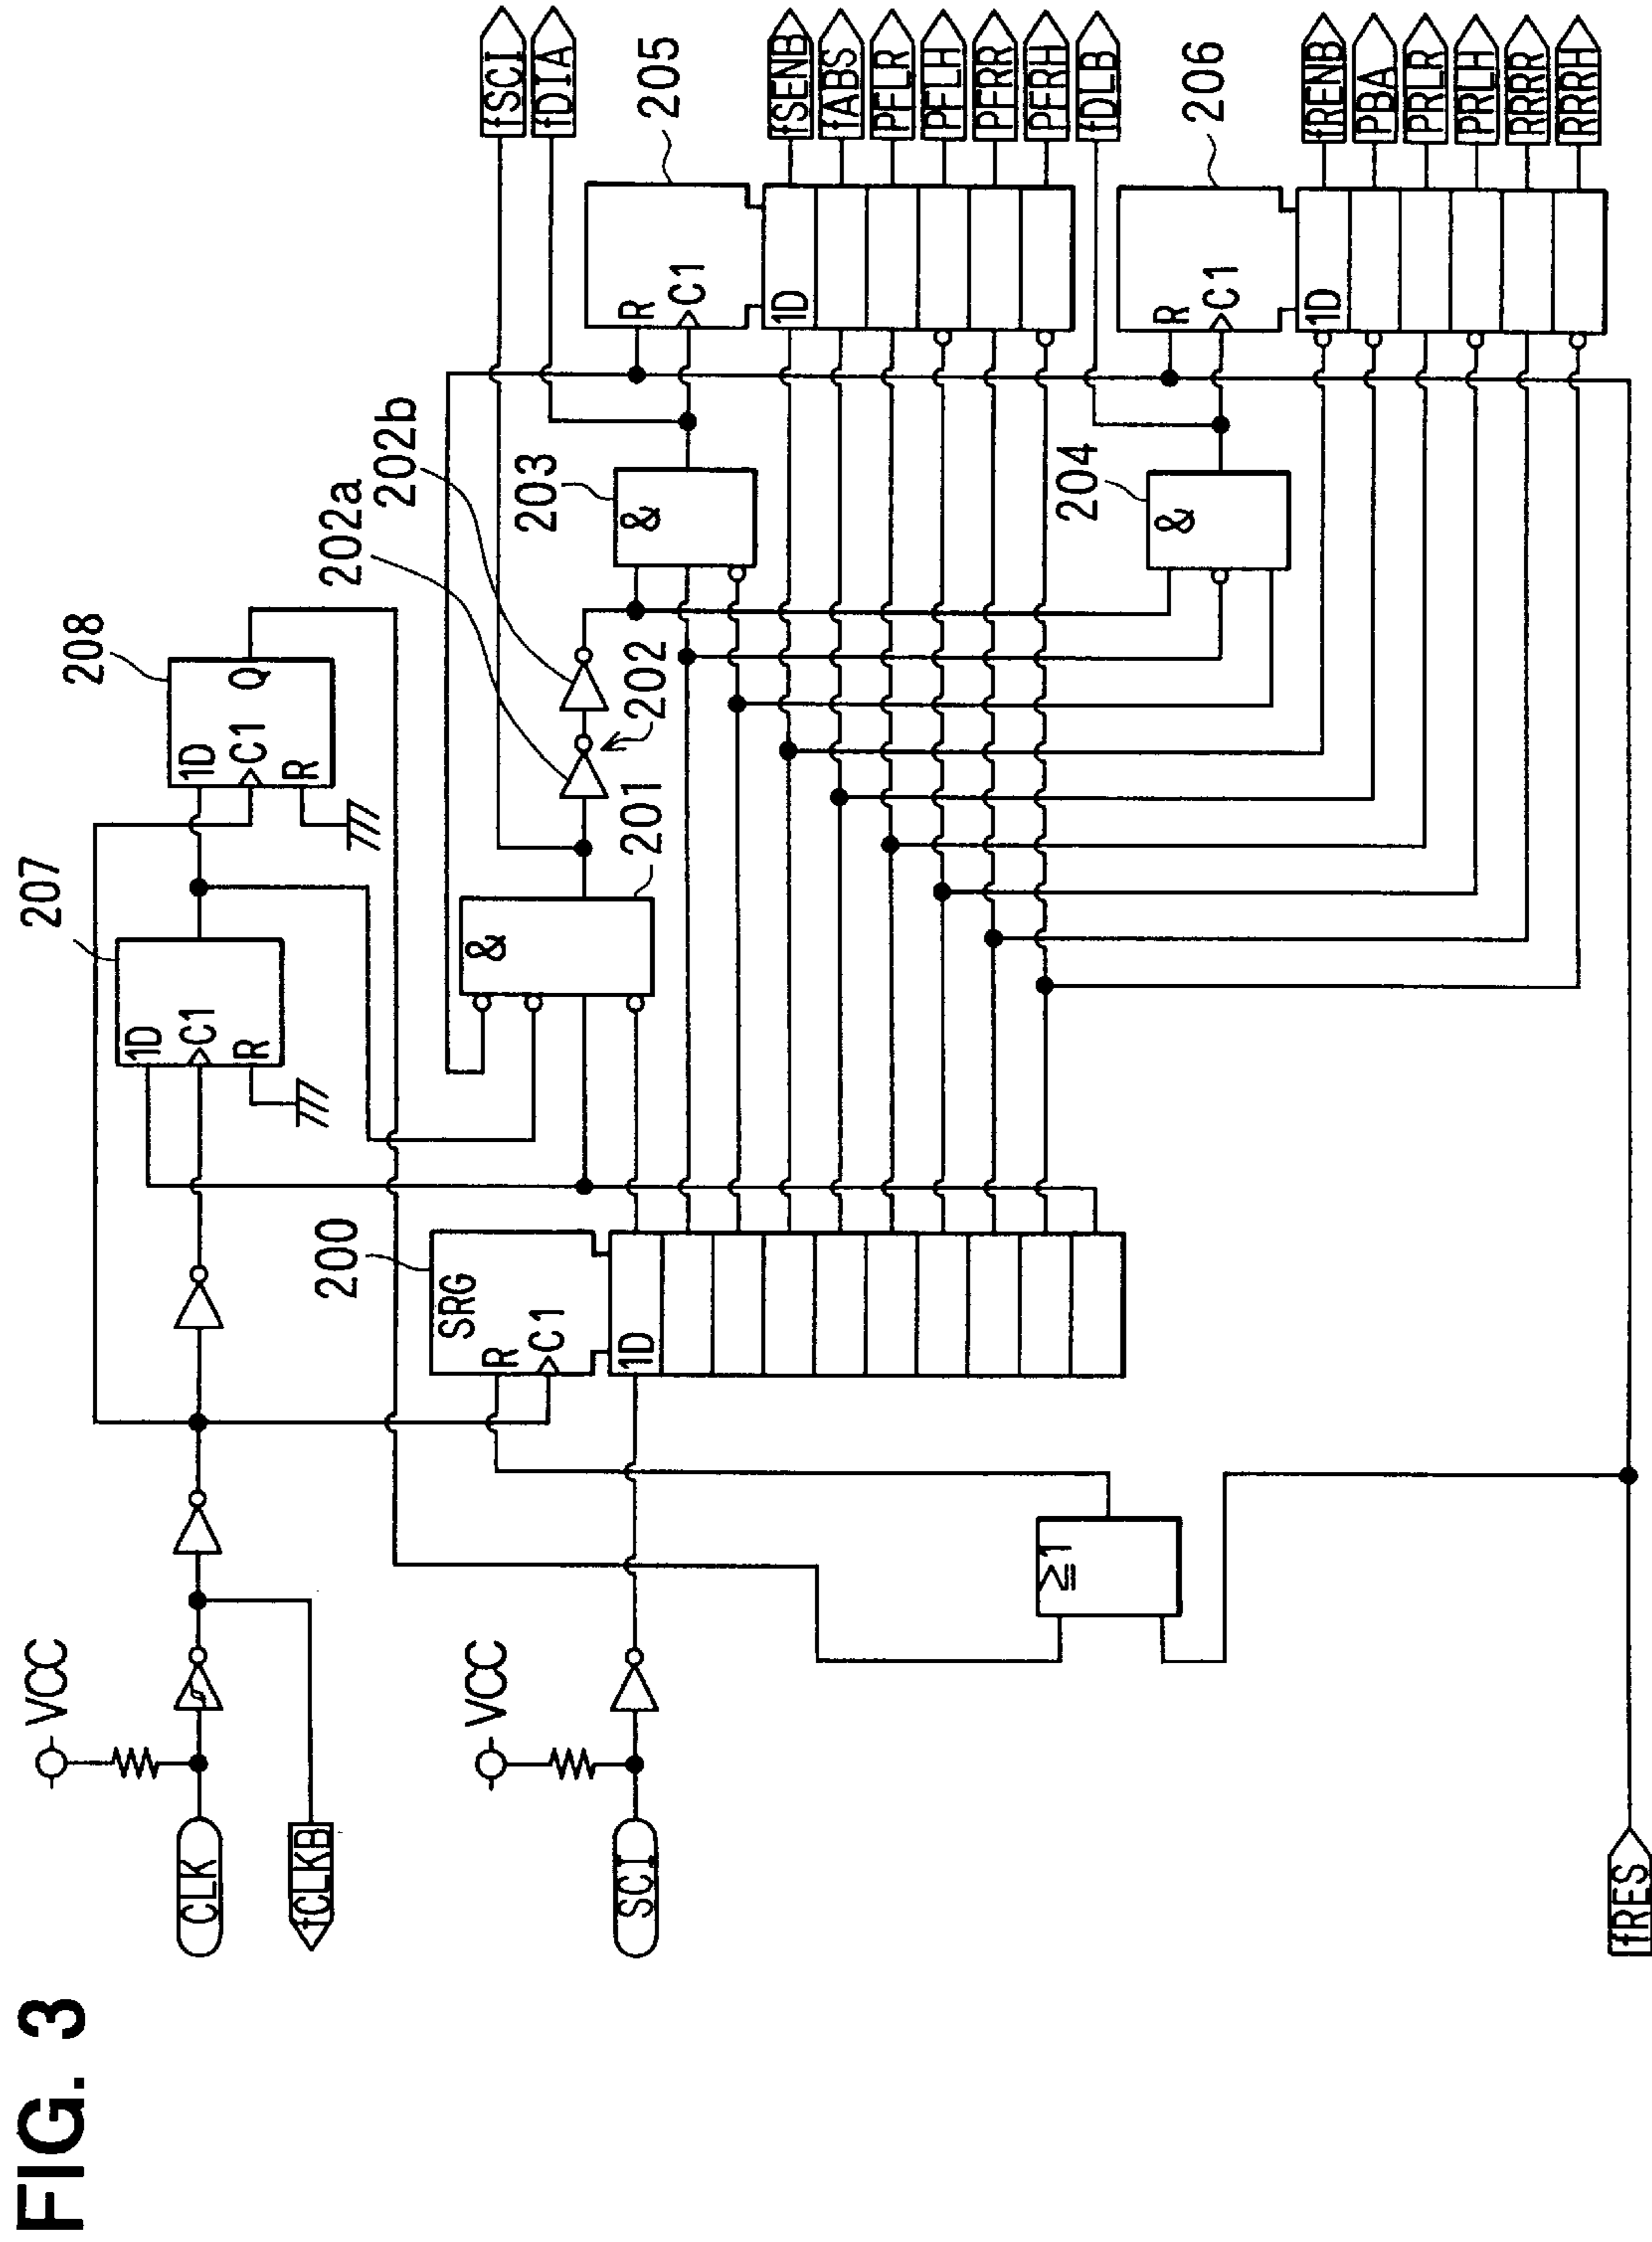 FIG. 3
CLK
VCC
fCLKB
SCI
VCC
fRES
207
1D
C1
R
208
1D
C1
R
Q
200
SRG
R
C1
1D
≥1
201
&
202
202a
202b
203
&
204
&
205
R
C1
1D
206
R
C1
1D
fSCI
fDIA
fSENB
fABS
PFLR
PFLH
PFRR
PFRH
fDLB
fRENB
PBA
PRLR
PRLH
RRRR
RRRH